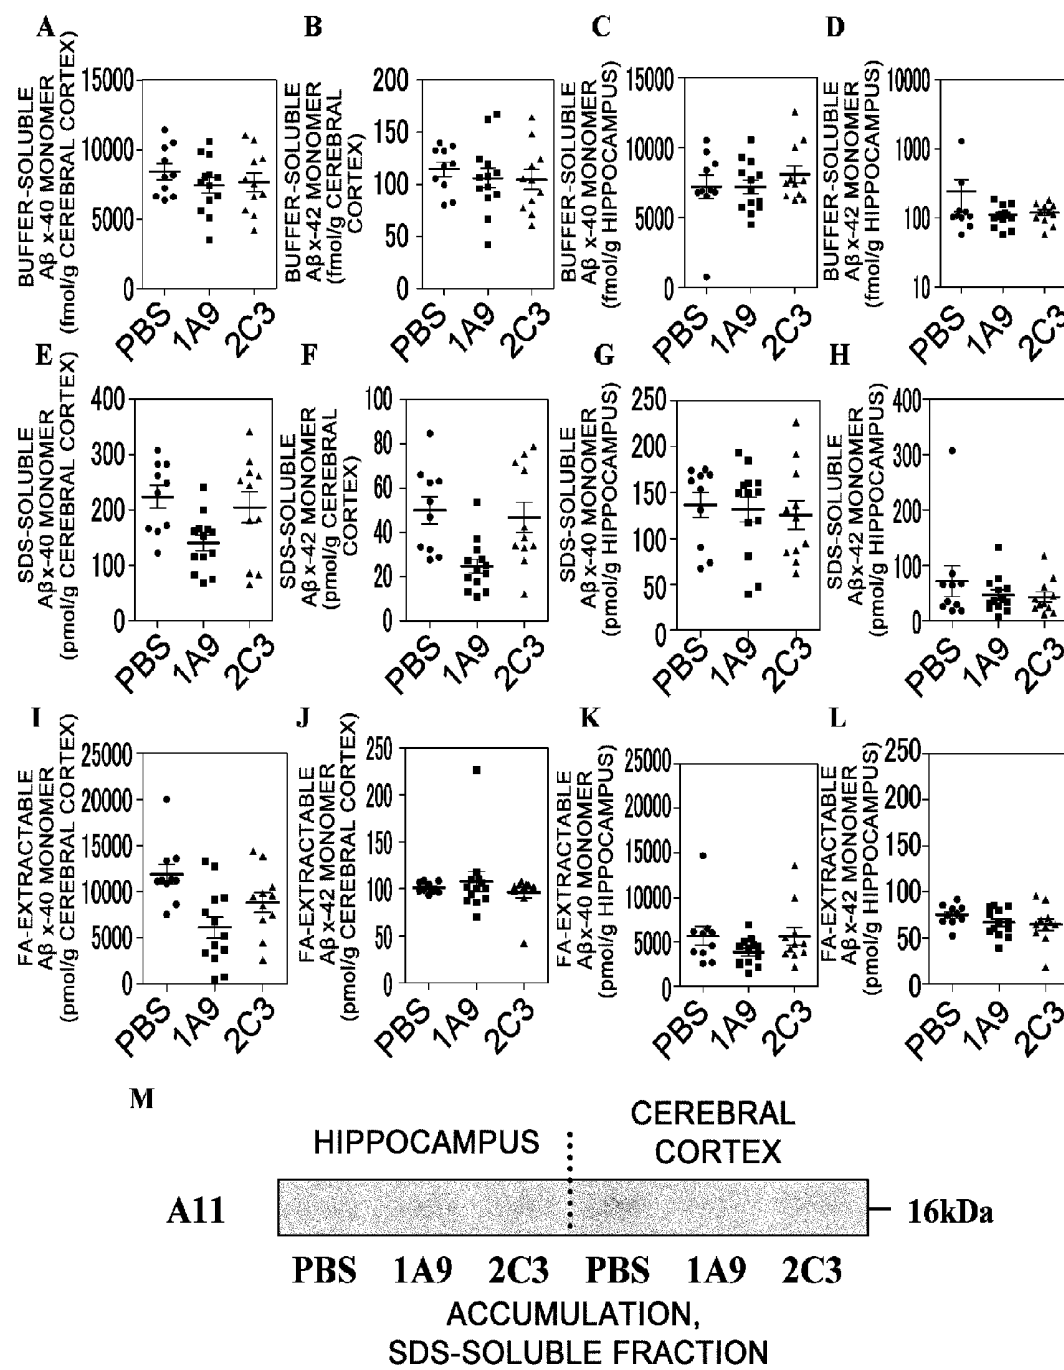 A
BUFFER-SOLUBLE
Aβ x-40 MONOMER
(fmol/g CEREBRAL CORTEX)
15000
10000
5000
0
PBS
1A9
2C3
B
BUFFER-SOLUBLE
Aβ x-42 MONOMER
(fmol/g CEREBRAL
CORTEX)
200
150
100
50
0
PBS
1A9
2C3
C
BUFFER-SOLUBLE
Aβ x-40 MONOMER
(fmol/g HIPPOCAMPUS)
15000
10000
5000
0
PBS
1A9
2C3
D
BUFFER-SOLUBLE
Aβ x-42 MONOMER
(fmol/g HIPPOCAMPUS)
10000
1000
100
10
PBS
1A9
2C3
E
SDS-SOLUBLE
Aβ x-40 MONOMER
(pmol/g CEREBRAL CORTEX)
400
300
200
100
0
PBS
1A9
2C3
F
SDS-SOLUBLE
Aβ x-42 MONOMER
(pmol/g CEREBRAL
CORTEX)
100
80
60
40
20
0
PBS
1A9
2C3
G
SDS-SOLUBLE
Aβ x-40 MONOMER
(pmol/g HIPPOCAMPUS)
250
200
150
100
50
0
PBS
1A9
2C3
H
SDS-SOLUBLE
Aβx-42 MONOMER
(pmol/g HIPPOCAMPUS)
400
300
200
100
0
PBS
1A9
2C3
I
FA-EXTRACTABLE
Aβ x-40 MONOMER
(pmol/g CEREBRAL CORTEX)
25000
20000
15000
10000
5000
0
PBS
1A9
2C3
J
FA-EXTRACTABLE
Aβ x-42 MONOMER
(pmol/g CEREBRAL CORTEX)
250
200
150
100
50
0
PBS
1A9
2C3
K
FA-EXTRACTABLE
Aβ x-40 MONOMER
(pmol/g HIPPOCAMPUS)
25000
20000
15000
10000
5000
0
PBS
1A9
2C3
L
FA-EXTRACTABLE
Aβ x-42 MONOMER
(pmol/g HIPPOCAMPUS)
250
200
150
100
50
0
PBS
1A9
2C3
M
HIPPOCAMPUS
CEREBRAL
CORTEX
A11
16kDa
PBS 1A9 2C3 PBS 1A9 2C3
ACCUMULATION,
SDS-SOLUBLE FRACTION